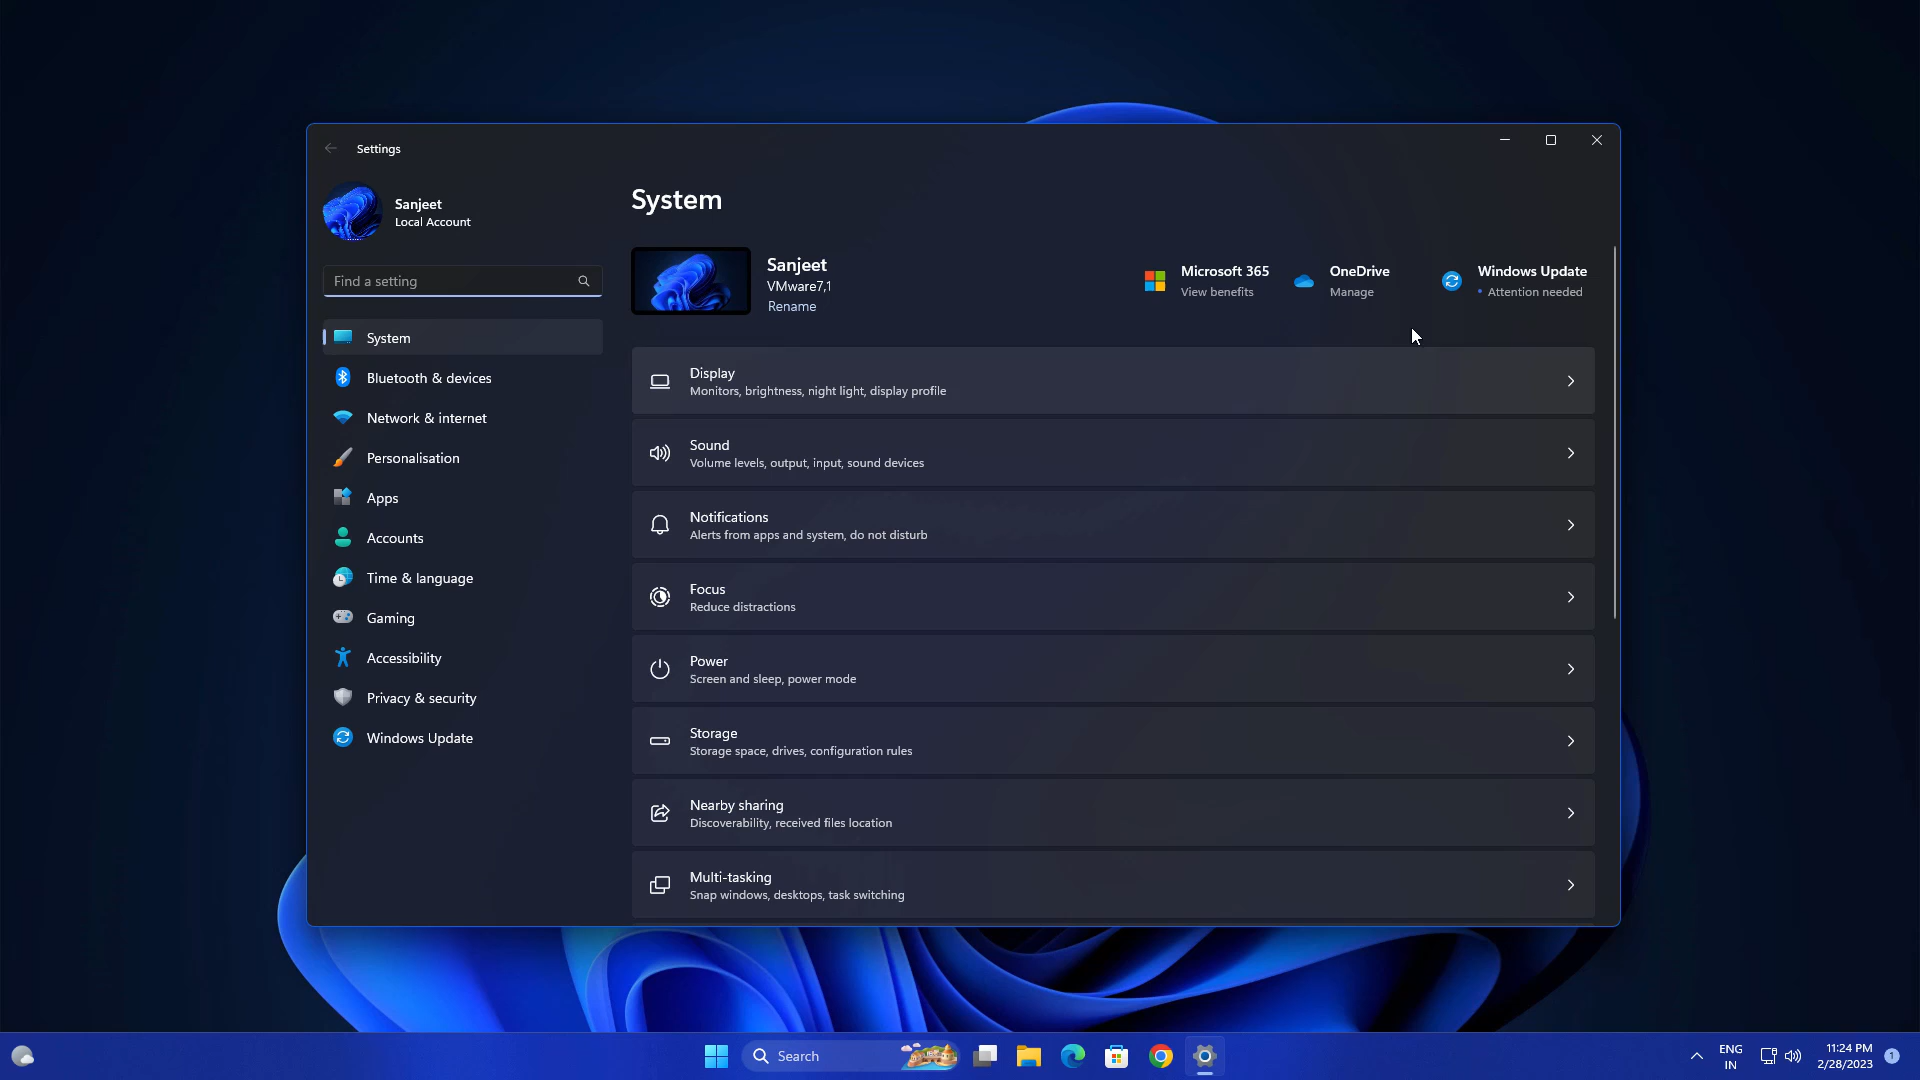 Settings
Sanjeet
Local Account
Find a setting
System
Bluetooth & devices
Network & internet
Personalisation
Apps
Accounts
Time & language
Gaming
Accessibility
Privacy & security
Windows Update
System
Sanjeet
VMware7,1
Rename
Microsoft 365
View benefits
OneDrive
Manage
Windows Update
• Attention needed
Display
Monitors, brightness, night light, display profile
Sound
Volume levels, output, input, sound devices
Notifications
Alerts from apps and system, do not disturb
Focus
Reduce distractions
Power
Screen and sleep, power mode
Storage
Storage space, drives, configuration rules
Nearby sharing
Discoverability, received files location
Multi-tasking
Snap windows, desktops, task switching
Search
ENG
IN
11:24 PM
2/28/2023
1